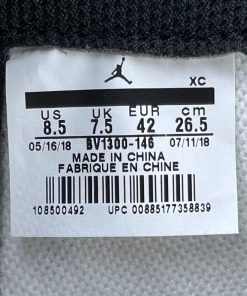 XC
US UK EUR cm
8.5 7.5 42 26.5
05/16/18 BV1300-146 07/11/18
MADE IN CHINA
FABRIQUE EN CHINE
108500492 UPC 00885177358839